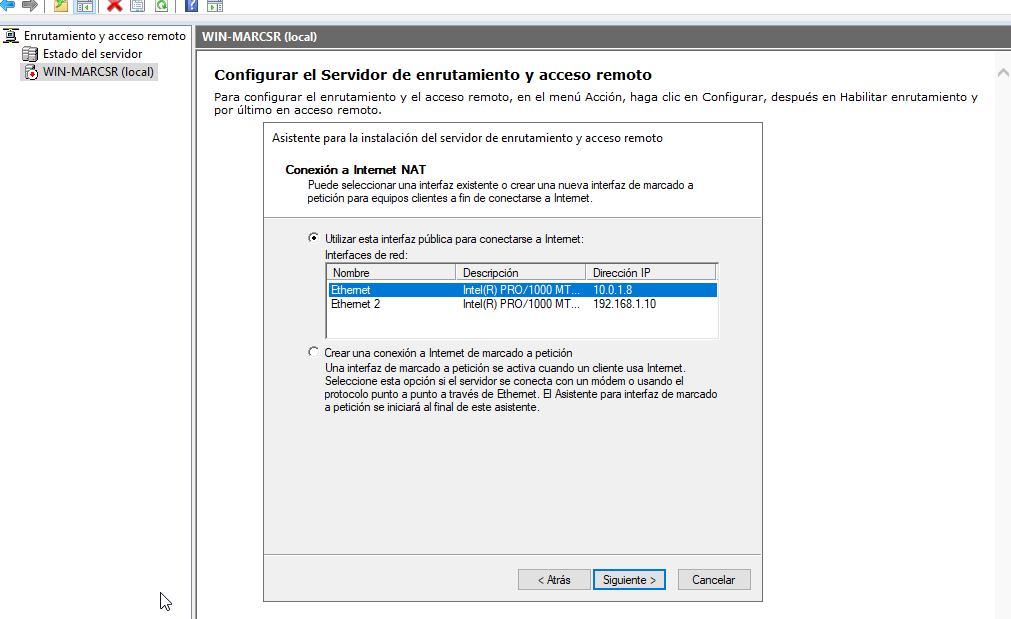 Enrutamiento y acceso remoto
Estado del servidor
WIN-MARCSR (local)
WIN-MARCSR (local)
Configurar el Servidor de enrutamiento y acceso remoto
Para configurar el enrutamiento y el acceso remoto, en el menú Acción, haga clic en Configurar, después en Habilitar enrutamiento y
por último en acceso remoto.
Asistente para la instalación del servidor de enrutamiento y acceso remoto
Conexión a Internet NAT
Puede seleccionar una interfaz existente o crear una nueva interfaz de marcado a
petición para equipos clientes a fin de conectarse a Internet.
Utilizar esta interfaz pública para conectarse a Internet:
Interfaces de red:
Nombre Descripción Dirección IP
Ethernet Intel(R) PRO/1000 MT... 10.0.1.8
Ethernet 2 Intel(R) PRO/1000 MT... 192.168.1.10
Crear una conexión a Internet de marcado a petición
Una interfaz de marcado a petición se activa cuando un cliente usa Internet.
Seleccione esta opción si el servidor se conecta con un módem o usando el
protocolo punto a punto a través de Ethernet. El Asistente para interfaz de marcado
a petición se iniciará al final de este asistente.
< Atrás Siguiente > Cancelar